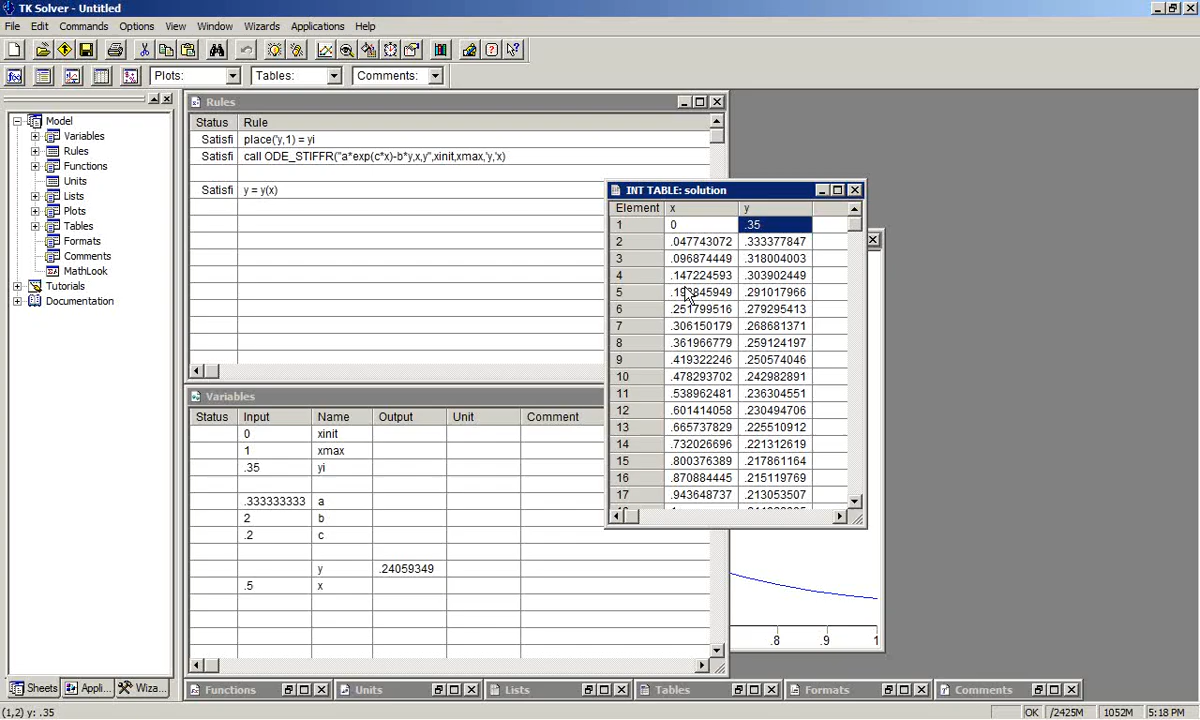 TK Solver - Untitled
File Edit Commands Options View Window Wizards Applications Help
Plots: Tables: Comments:
Model
Variables
Rules
Functions
Units
Lists
Plots
Tables
Formats
Comments
MathLook
Tutorials
Documentation
Sheets Appli... Wiza...
Rules
Status Rule
Satisfi place('y,1) = yi
Satisfi call ODE_STIFFR("a*exp(c*x)-b*y,x,y",xinit,xmax,'y,'x)
Satisfi y = y(x)
INT TABLE: solution
Element x y
1 0 .35
2 .047743072 .333377847
3 .096874449 .318004003
4 .147224593 .303902449
5 .291017966
6 .251799516 .279295413
7 .306150179 .268681371
8 .361966779 .259124197
9 .419322246 .250574046
10 .478293702 .242982891
11 .538962481 .236304551
12 .601414058 .230494706
13 .665737829 .225510912
14 .732026696 .221312619
15 .800376389 .217861164
16 .870884445 .215119769
17 .943648737 .213053507
Variables
Status Input Name Output Unit Comment
0 xinit
1 xmax
.35 yi
.333333333 a
2 b
.2 c
y .24059349
.5 x
.8 .9 1
Functions Units Lists Tables Formats Comments
(1,2) y: .35 OK /2425M 1052M 5:18 PM